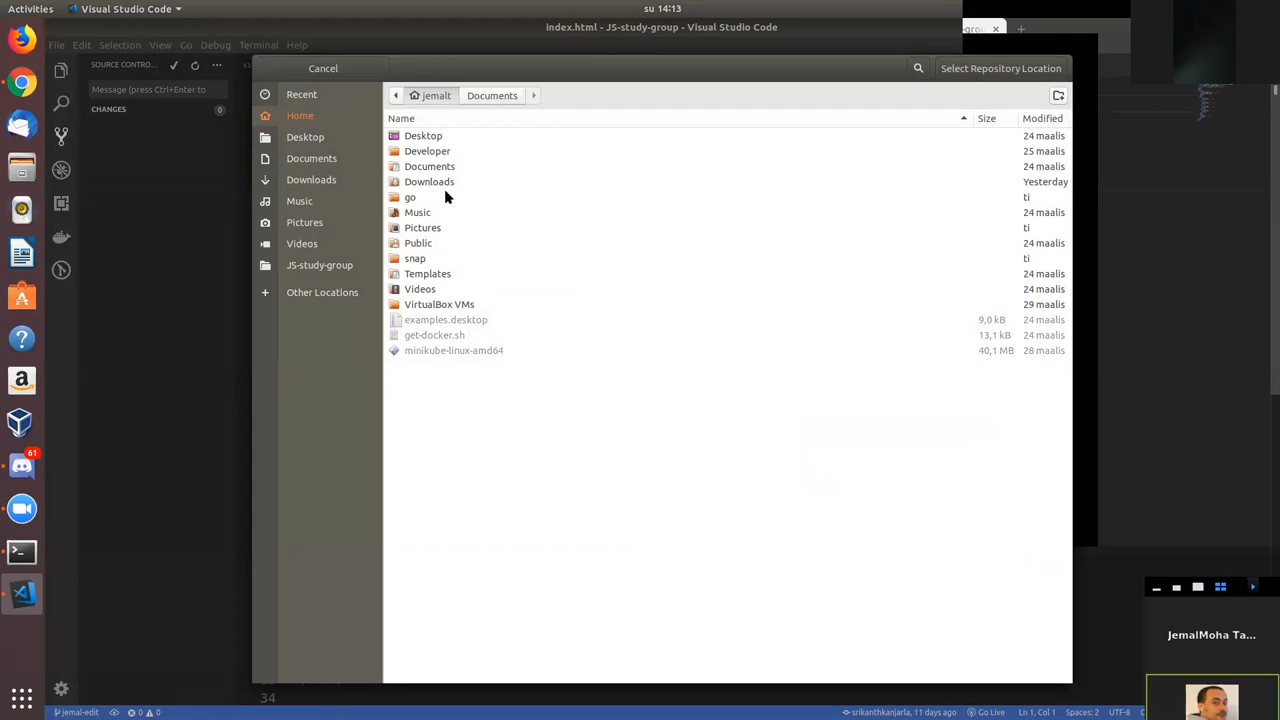 Activities Visual Studio Code su 14:13
index.html - JS-study-group - Visual Studio Code
File Edit Selection View Go Debug Terminal Help
SOURCE CONTRO...
Message (press Ctrl+Enter to
CHANGES 0
Cancel Select Repository Location
jemalt Documents
Recent
Home
Desktop
Documents
Downloads
Music
Pictures
Videos
JS-study-group
Other Locations
Name Size Modified
Desktop 24 maalis
Developer 25 maalis
Documents 24 maalis
Downloads Yesterday
go ti
Music 24 maalis
Pictures ti
Public 24 maalis
snap ti
Templates 24 maalis
Videos 24 maalis
VirtualBox VMs 29 maalis
examples.desktop 9,0 kB 24 maalis
get-docker.sh 13,1 kB 24 maalis
minikube-linux-amd64 40,1 MB 28 maalis
61
JemalMoha Ta...
34
jemal-edit 0 0 srikanthkanjarla, 11 days ago Go Live Ln 1, Col 1 Spaces: 2 UTF-8